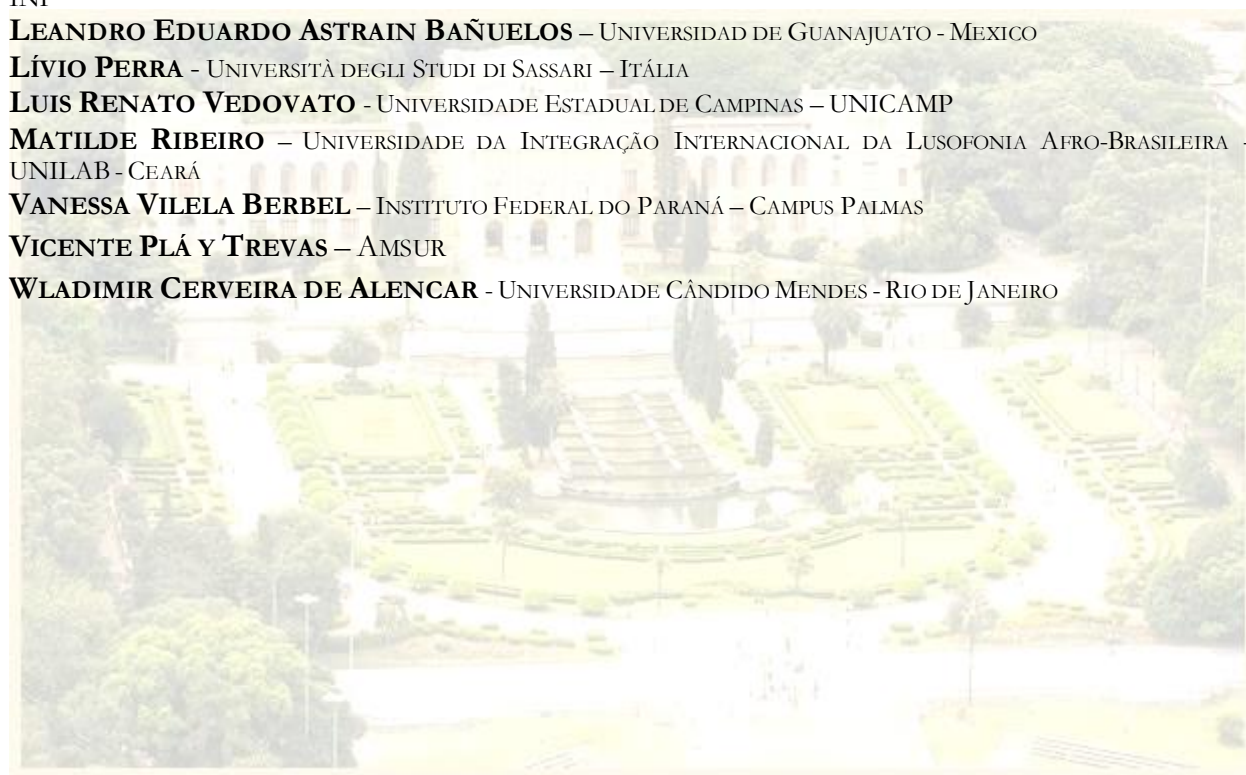 LEANDRO EDUARDO ASTRAIN BAÑUELOS – UNIVERSIDAD DE GUANAJUATO - MEXICO
LÍVIO PERRA - UNIVERSITÀ DEGLI STUDI DI SASSARI – ITÁLIA
LUIS RENATO VEDOVATO - UNIVERSIDADE ESTADUAL DE CAMPINAS – UNICAMP
MATILDE RIBEIRO – UNIVERSIDADE DA INTEGRAÇÃO INTERNACIONAL DA LUSOFONIA AFRO-BRASILEIRA -
UNILAB - CEARÁ
VANESSA VILELA BERBEL – INSTITUTO FEDERAL DO PARANÁ – CAMPUS PALMAS
VICENTE PLÁ Y TREVAS – AMSUR
WLADIMIR CERVEIRA DE ALENCAR - UNIVERSIDADE CÂNDIDO MENDES - RIO DE JANEIRO